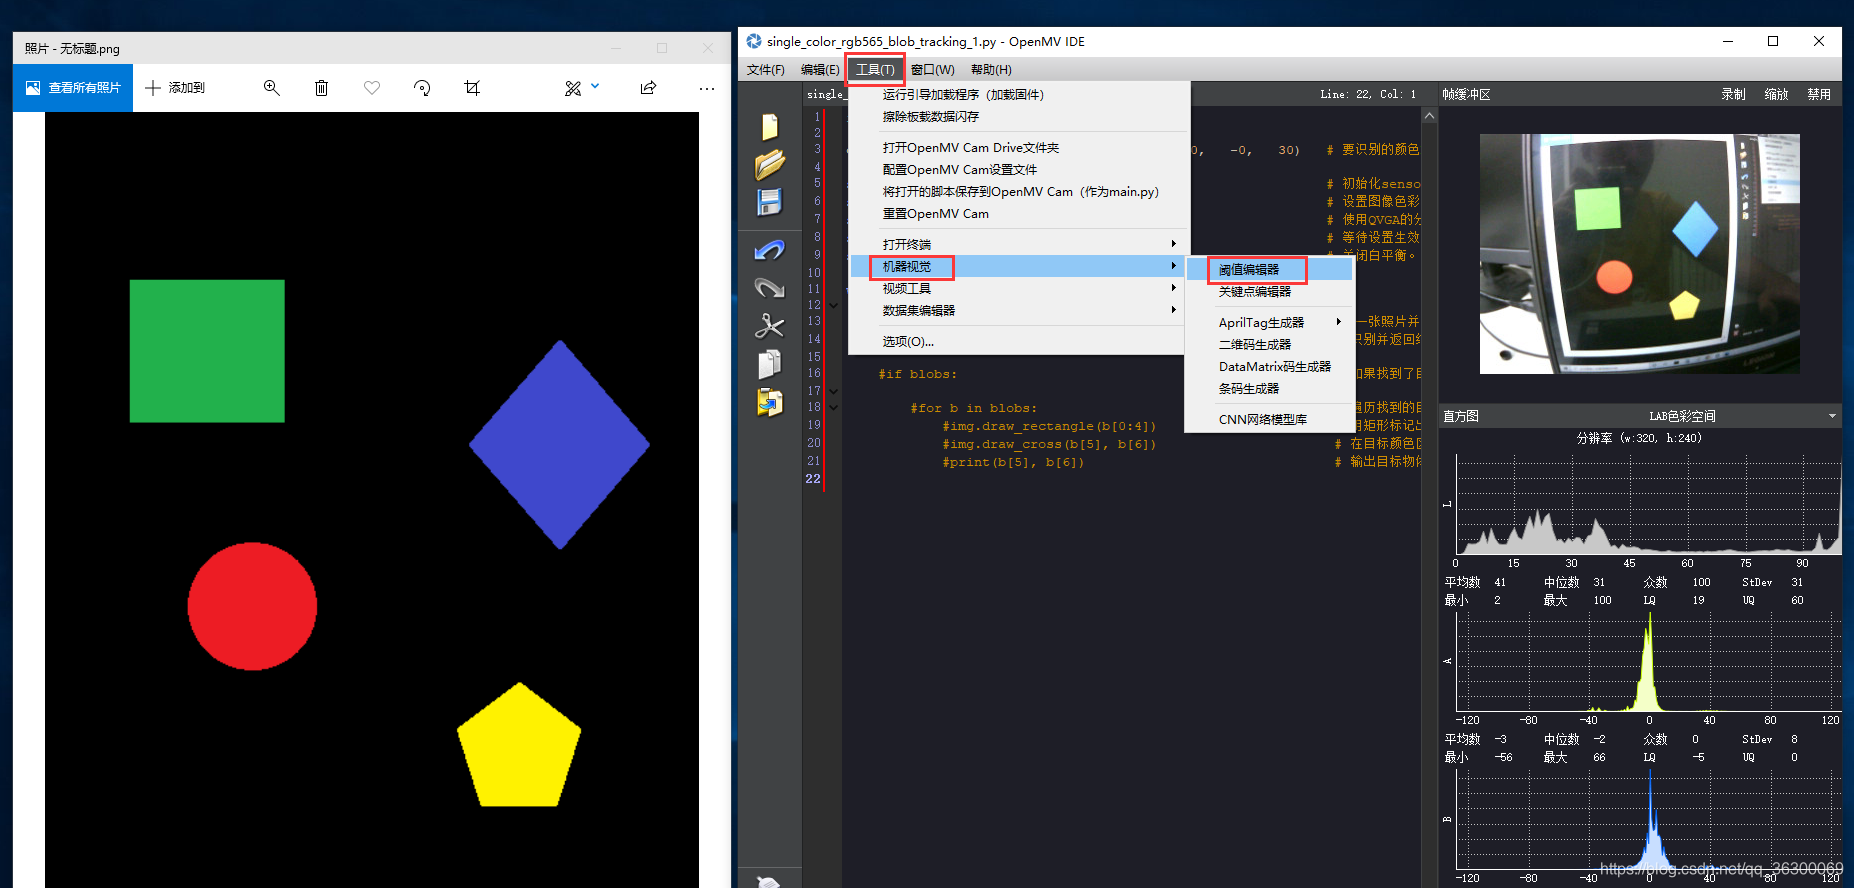 照片 - 无标题.png
查看所有照片
添加到
single_color_rgb565_blob_tracking_1.py - OpenMV IDE
文件(F) 编辑(E) 工具(T) 窗口(W) 帮助(H)
single_
Line: 22, Col: 1
运行引导加载程序（加载固件）
擦除板载数据闪存
打开OpenMV Cam Drive文件夹
配置OpenMV Cam设置文件
将打开的脚本保存到OpenMV Cam（作为main.py）
重置OpenMV Cam
打开终端
机器视觉
视频工具
数据集编辑器
选项(O)...
阈值编辑器
关键点编辑器
AprilTag生成器
二维码生成器
DataMatrix码生成器
条码生成器
CNN网络模型库
1
2
3 0, -0, 30) # 要识别的颜色
4
5 # 初始化senso
6 # 设置图像色彩
7 # 使用QVGA的分
8 # 等待设置生效
9 关闭白平衡。
10
11
12
13 一张照片并
14 识别并返回结
15
16 #if blobs: 如果找到了目
17
18 #for b in blobs: 遍历找到的目
19 #img.draw_rectangle(b[0:4]) 用矩形标记出
20 #img.draw_cross(b[5], b[6]) # 在目标颜色区
21 #print(b[5], b[6]) # 输出目标物体
22
帧缓冲区 录制 缩放 禁用
直方图 LAB色彩空间
分辨率 (w:320, h:240)
L
0 15 30 45 60 75 90
平均数 41 中位数 31 众数 100 StDev 31
最小 2 最大 100 LQ 19 UQ 60
A
-120 -80 -40 0 40 80 120
平均数 -3 中位数 -2 众数 0 StDev 8
最小 -56 最大 66 LQ -5 UQ 0
B
-120 -80 -40 0 40 80 120
https://blog.csdn.net/qq_36300069